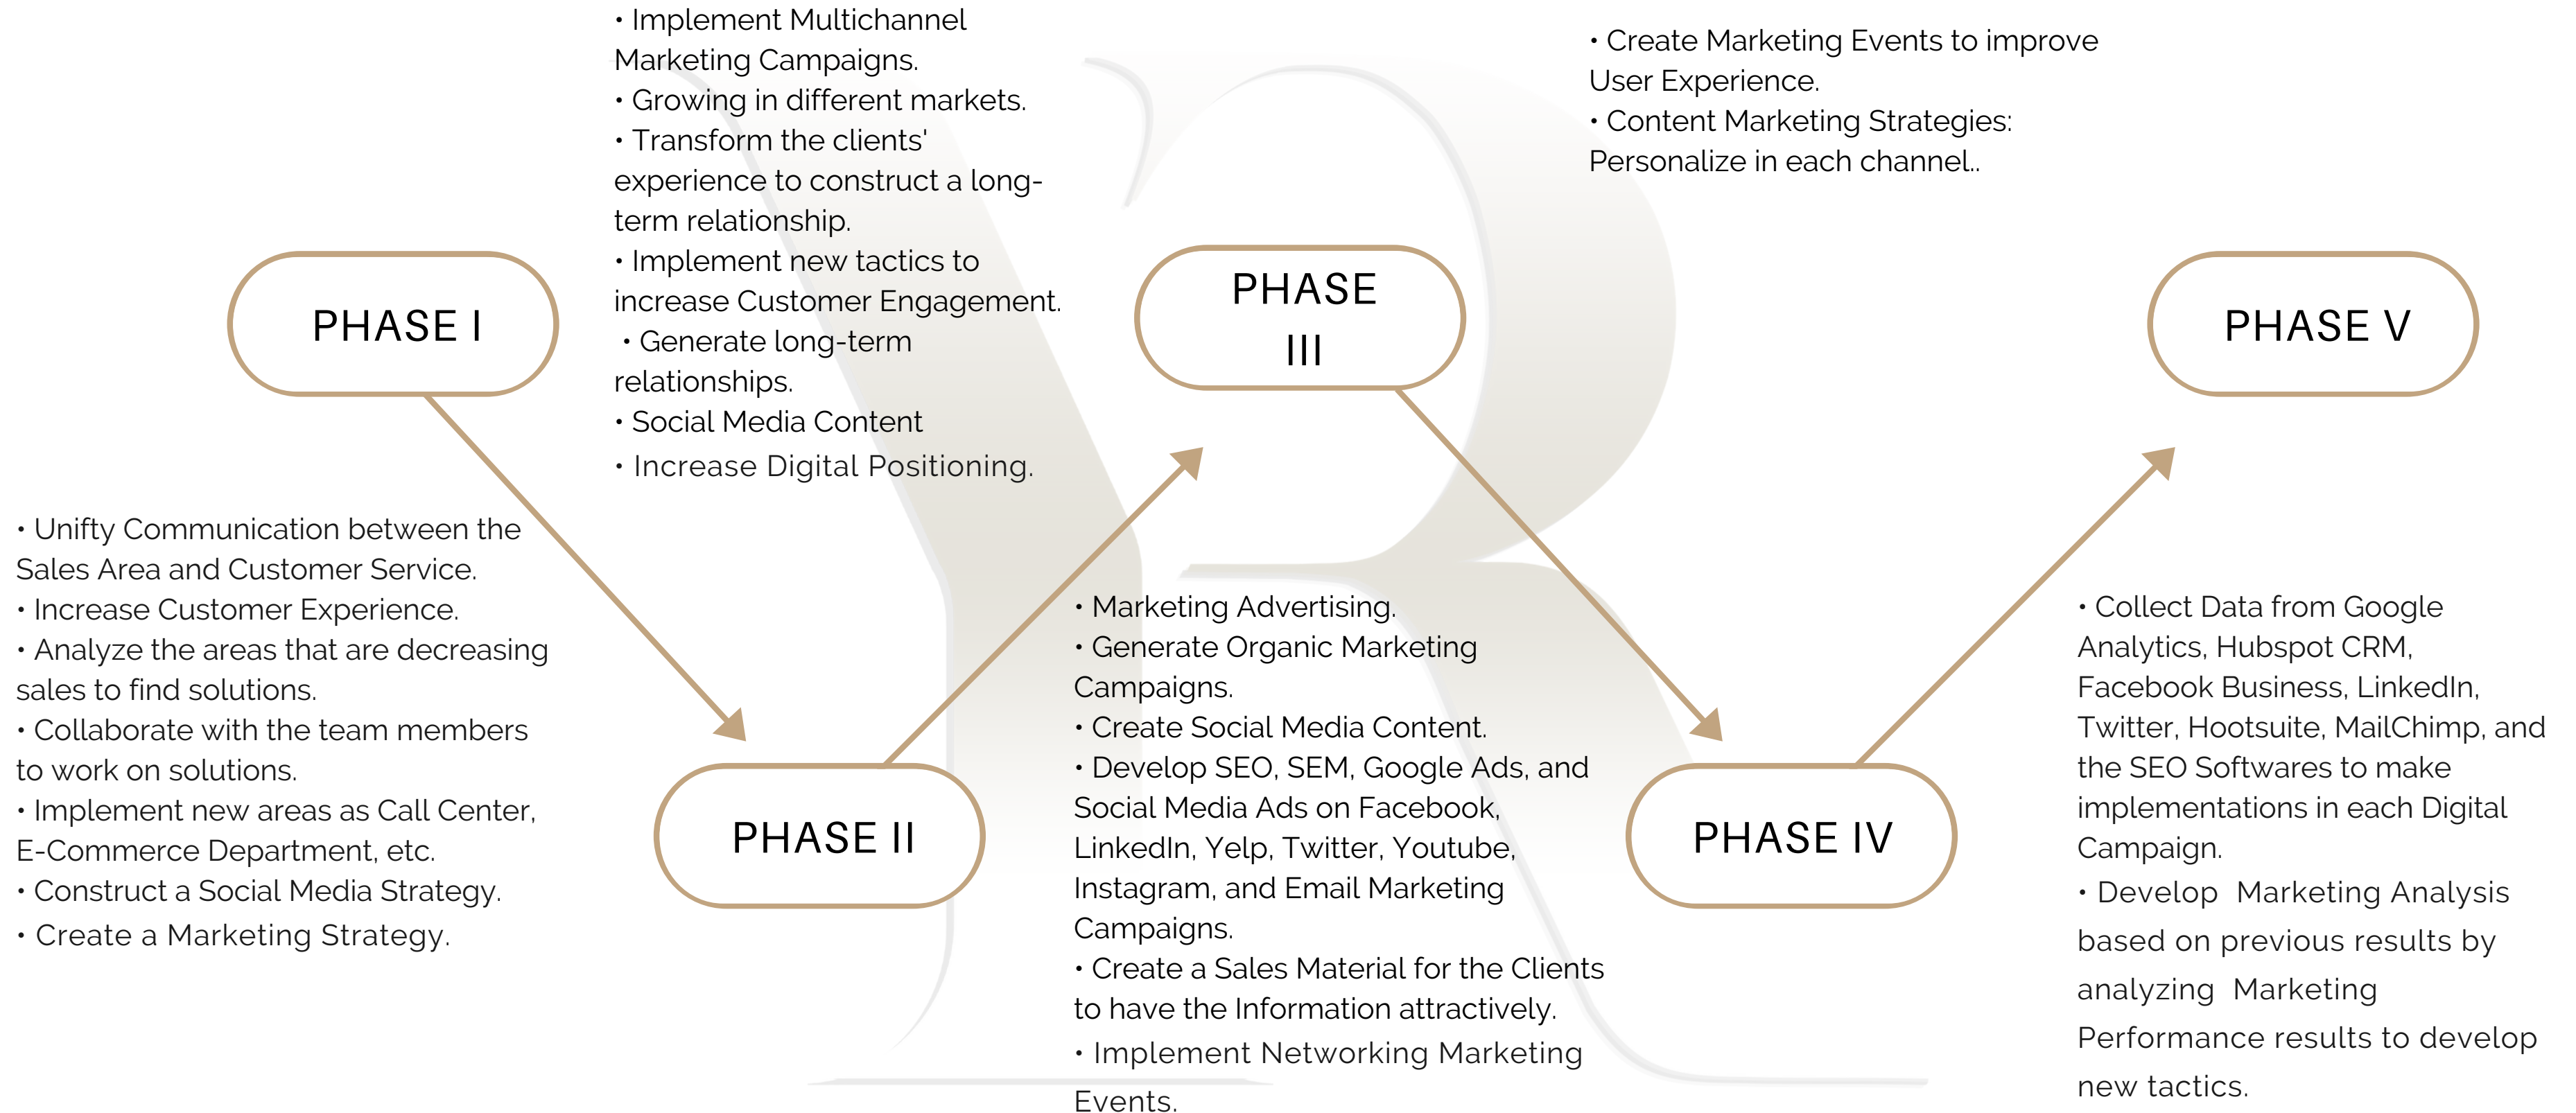 PHASE I
• Unifty Communication between the
Sales Area and Customer Service.
• Increase Customer Experience.
• Analyze the areas that are decreasing
sales to find solutions.
• Collaborate with the team members
to work on solutions.
• Implement new areas as Call Center,
E-Commerce Department, etc.
• Construct a Social Media Strategy.
• Create a Marketing Strategy.
• Implement Multichannel
Marketing Campaigns.
• Growing in different markets.
• Transform the clients'
experience to construct a long-
term relationship.
• Implement new tactics to
increase Customer Engagement.
• Generate long-term
relationships.
• Social Media Content
• Increase Digital Positioning.
PHASE II
PHASE
III
• Marketing Advertising.
• Generate Organic Marketing
Campaigns.
• Create Social Media Content.
• Develop SEO, SEM, Google Ads, and
Social Media Ads on Facebook,
LinkedIn, Yelp, Twitter, Youtube,
Instagram, and Email Marketing
Campaigns.
• Create a Sales Material for the Clients
to have the Information attractively.
• Implement Networking Marketing
Events.
• Create Marketing Events to improve
User Experience.
• Content Marketing Strategies:
Personalize in each channel..
PHASE IV
PHASE V
• Collect Data from Google
Analytics, Hubspot CRM,
Facebook Business, LinkedIn,
Twitter, Hootsuite, MailChimp, and
the SEO Softwares to make
implementations in each Digital
Campaign.
• Develop  Marketing Analysis
based on previous results by
analyzing  Marketing
Performance results to develop
new tactics.
YR